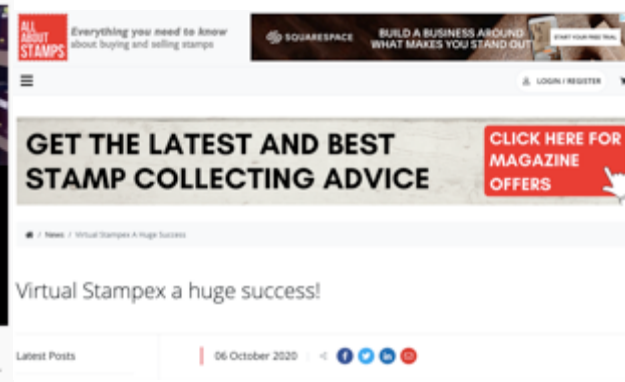 ALL
ABOUT
STAMPS
Everything you need to know
about buying and selling stamps
SQUARESPACE
BUILD A BUSINESS AROUND
WHAT MAKES YOU STAND OUT
START YOUR FREE TRIAL
LOGIN / REGISTER
GET THE LATEST AND BEST
STAMP COLLECTING ADVICE
CLICK HERE FOR
MAGAZINE
OFFERS
/ News / Virtual Stampex A Huge Success
Virtual Stampex a huge success!
Latest Posts
06 October 2020